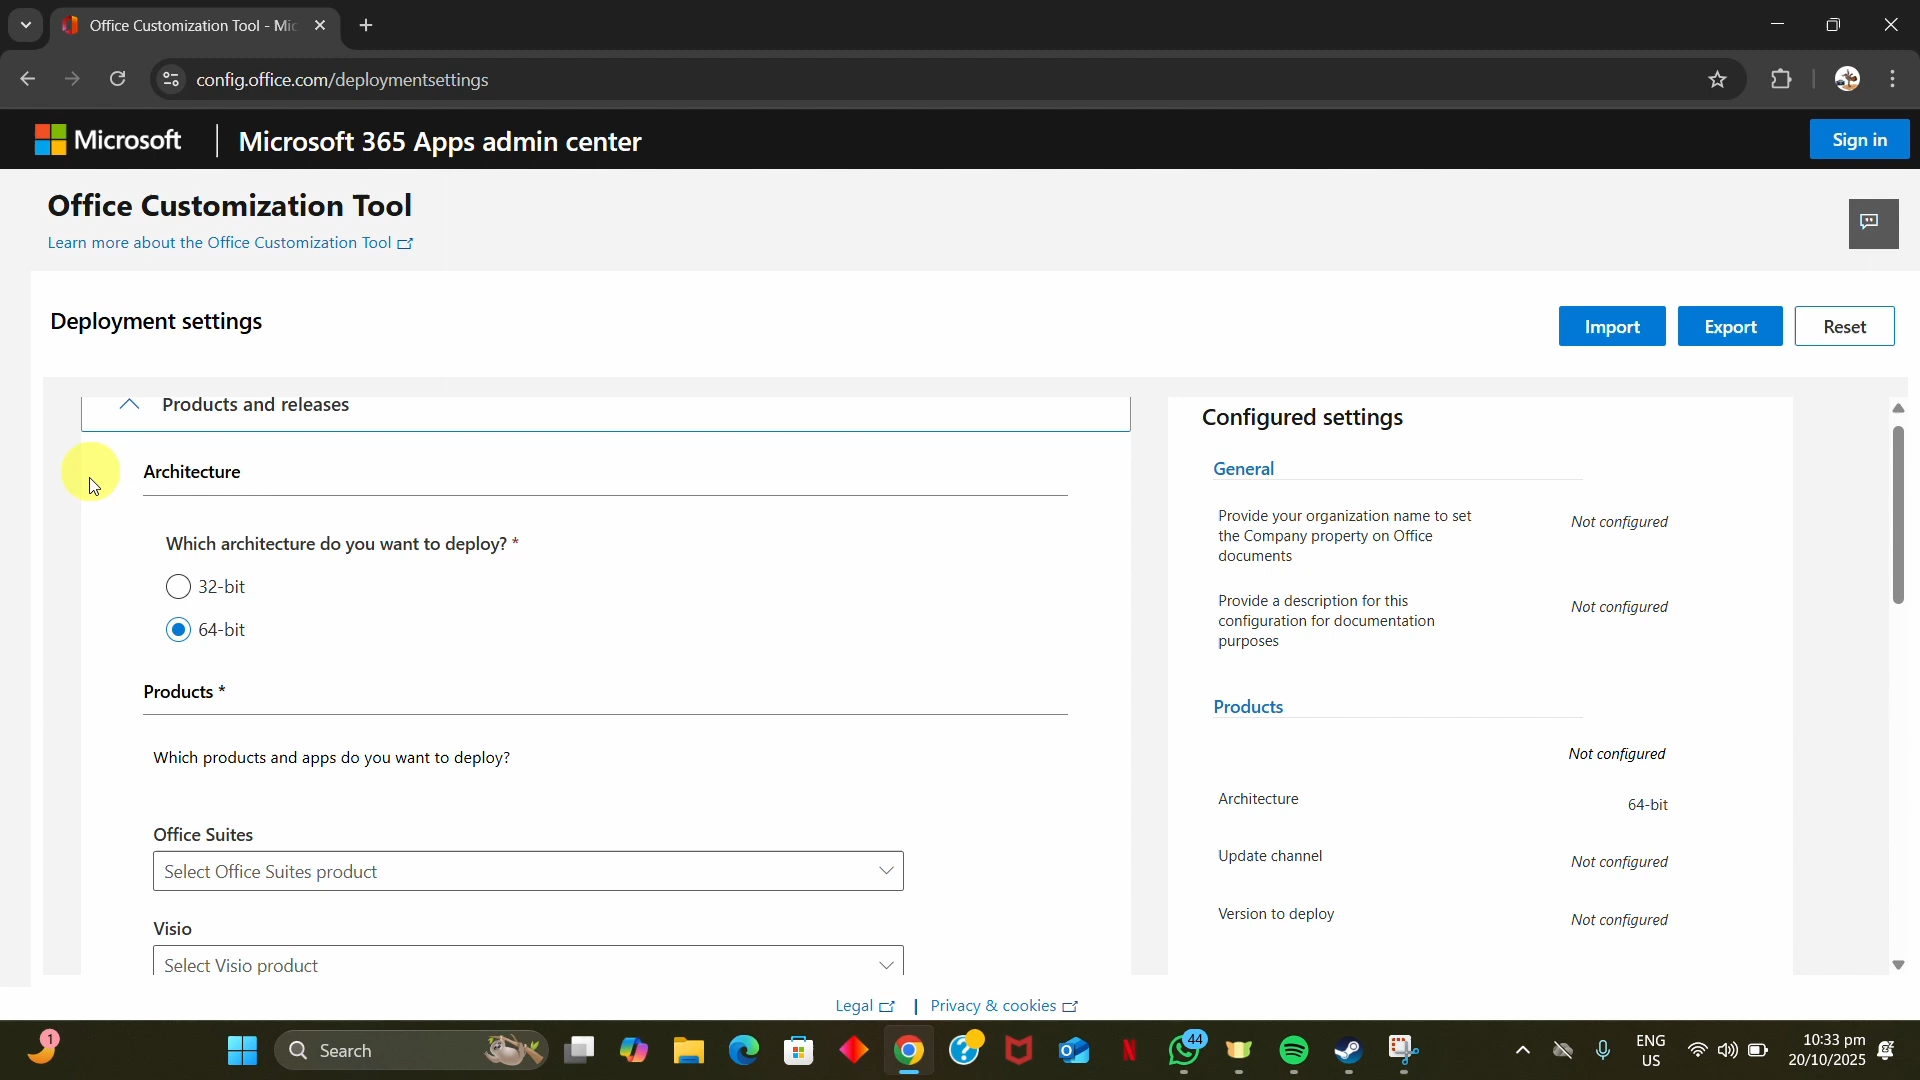 Office Customization Tool - Mic
config.office.com/deploymentsettings
Microsoft
Microsoft 365 Apps admin center
Sign in
Office Customization Tool
Learn more about the Office Customization Tool
Deployment settings
Import
Export
Reset
Products and releases
Architecture
Which architecture do you want to deploy? *
32-bit
64-bit
Products *
Which products and apps do you want to deploy?
Office Suites
Select Office Suites product
Visio
Select Visio product
Configured settings
General
Provide your organization name to set
the Company property on Office
documents
Not configured
Provide a description for this
configuration for documentation
purposes
Not configured
Products
Not configured
Architecture
64-bit
Update channel
Not configured
Version to deploy
Not configured
Legal
|
Privacy & cookies
1
Search
44
ENG
US
10:33 pm
20/10/2025